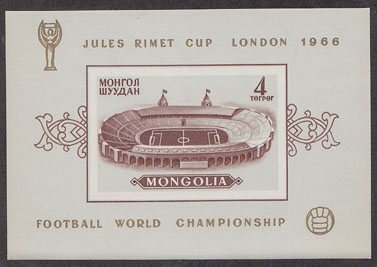 JULES RIMET CUP LONDON 1966
МОНГОЛ
ШУУДАН
4
ТӨГРӨГ
MONGOLIA
FOOTBALL WORLD CHAMPIONSHIP